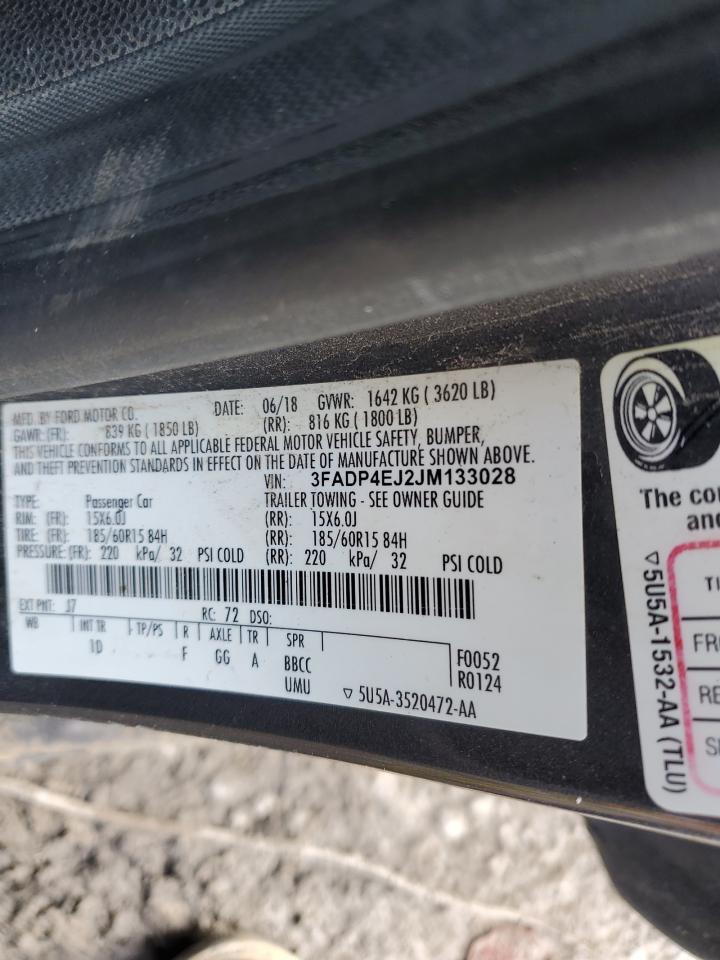 MFD. BY FORD MOTOR CO. DATE: 06/18 GVWR: 1642 KG ( 3620 LB)
GAWR: (FR): 839 KG ( 1850 LB) (RR): 816 KG ( 1800 LB)
THIS VEHICLE CONFORMS TO ALL APPLICABLE FEDERAL MOTOR VEHICLE SAFETY, BUMPER,
AND THEFT PREVENTION STANDARDS IN EFFECT ON THE DATE OF MANUFACTURE SHOWN ABOVE.
VIN: 3FADP4EJ2JM133028
TYPE: Passenger Car TRAILER TOWING - SEE OWNER GUIDE
RIM: (FR): 15X6.0J (RR): 15X6.0J
TIRE: (FR): 185/60R15 84H (RR): 185/60R15 84H
PRESSURE: (FR): 220 kPa/ 32 PSI COLD (RR): 220 kPa/ 32 PSI COLD
EXT PNT: J7 RC: 72 DSO:
WB INT TR TP/PS R AXLE TR SPR
1D F GG A BBCC F0052
UMU R0124
▽ 5U5A-3520472-AA
The co
an
▽5U5A-1532-AA (TLU)
TI
FRO
RE
S